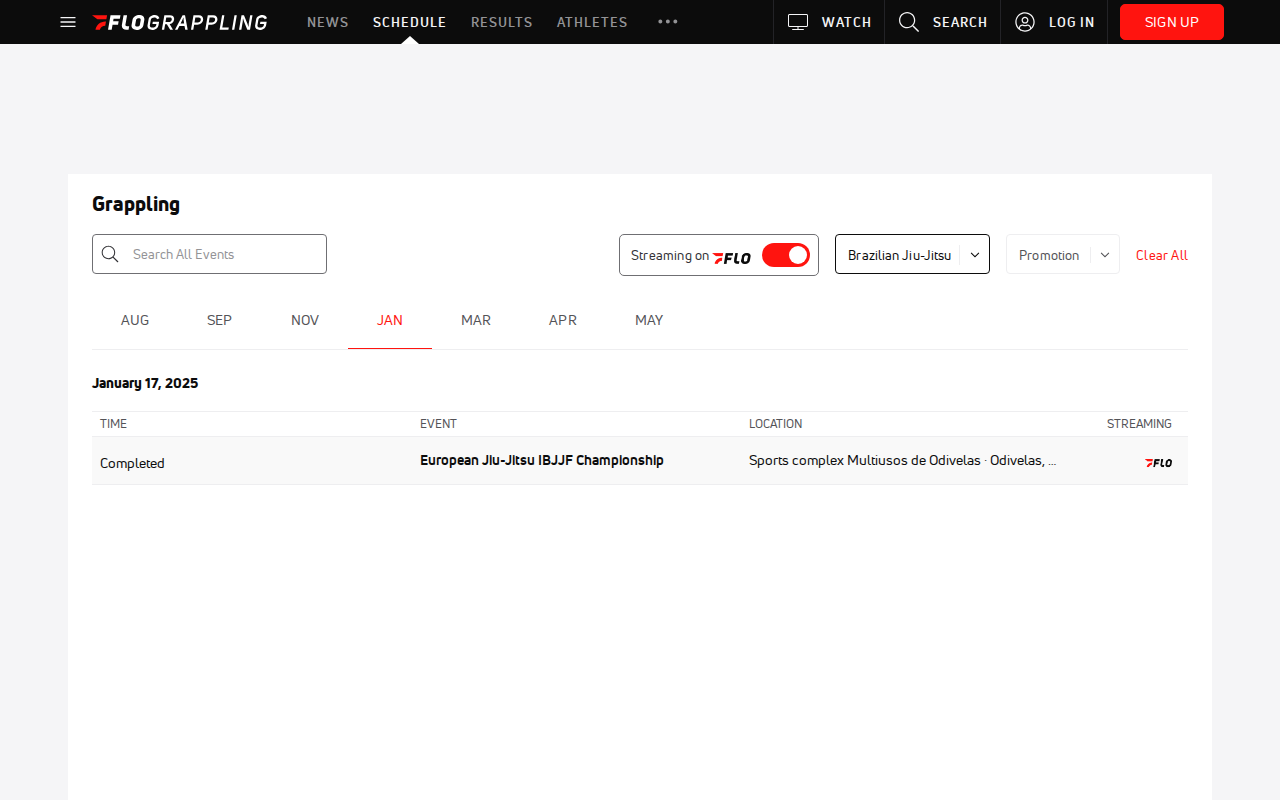 FLOGRAPPLING NEWS SCHEDULE RESULTS ATHLETES WATCH SEARCH LOG IN SIGN UP
Grappling
Search All Events Streaming on FLO Brazilian Jiu-Jitsu Promotion Clear All
AUG SEP NOV JAN MAR APR MAY
January 17, 2025
TIME EVENT LOCATION STREAMING
Completed European Jiu-Jitsu IBJJF Championship Sports complex Multiusos de Odivelas · Odivelas, ... FLO